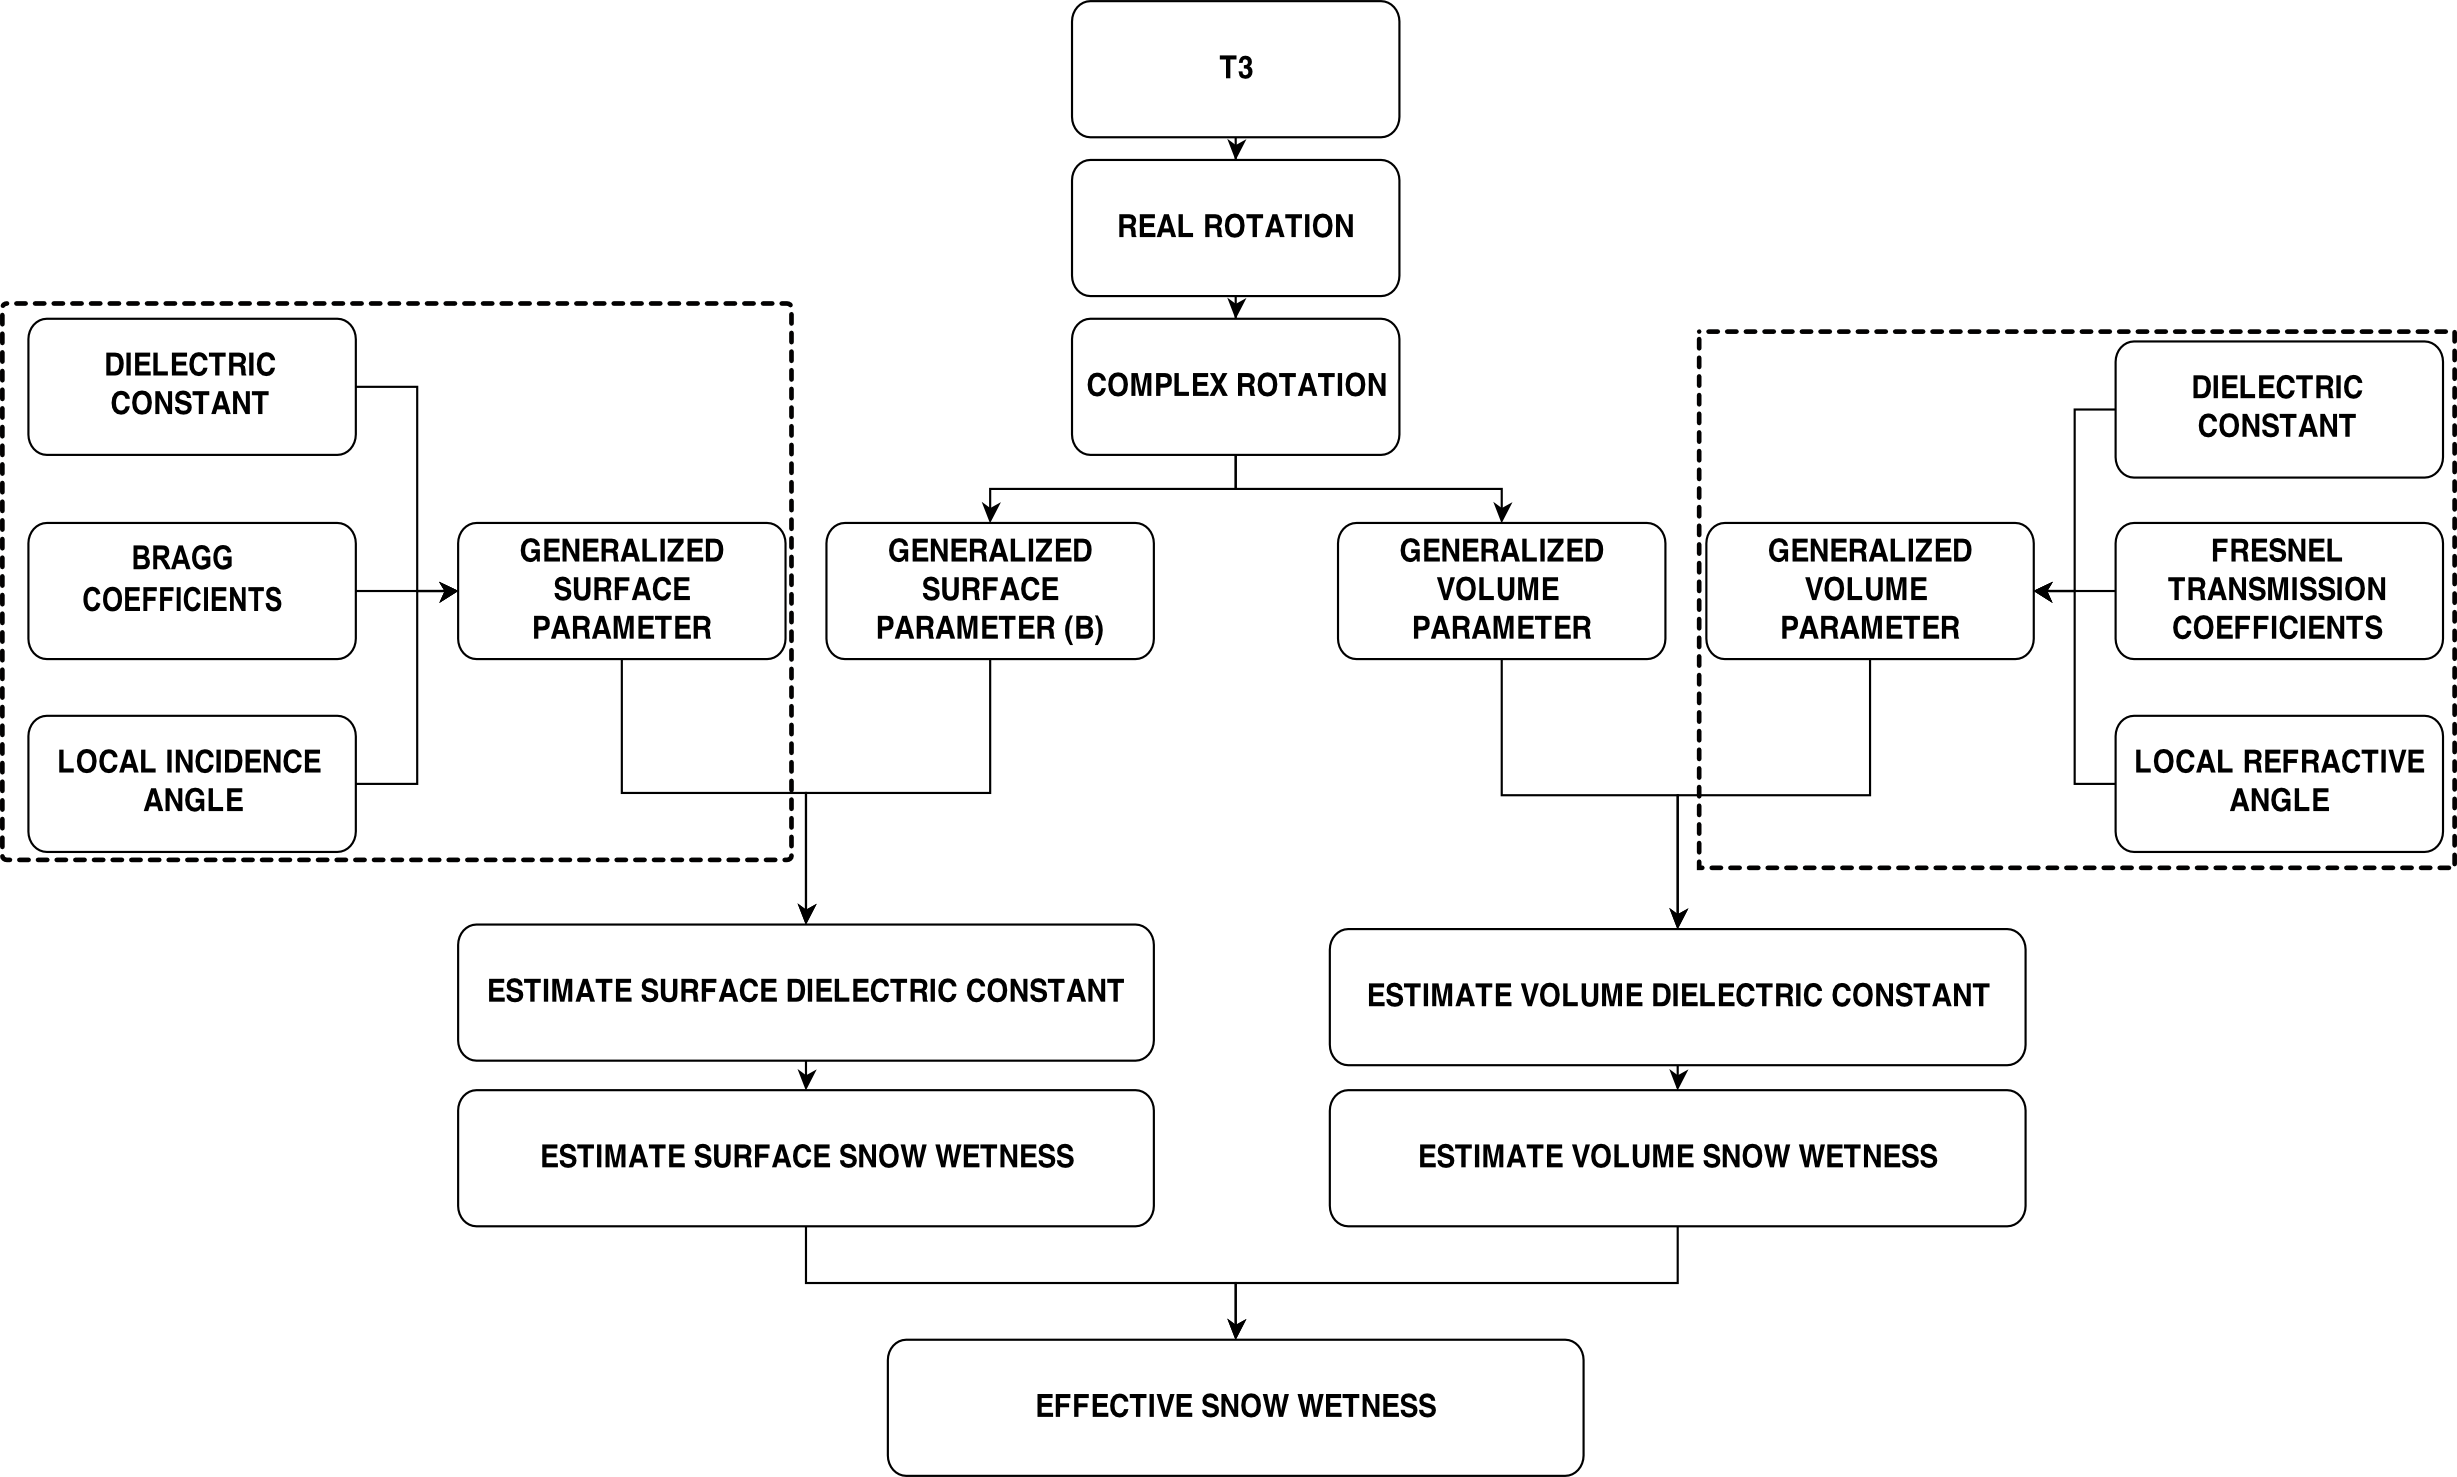 T3
REAL ROTATION
COMPLEX ROTATION
DIELECTRIC
CONSTANT
BRAGG
COEFFICIENTS
LOCAL INCIDENCE
ANGLE
GENERALIZED
SURFACE
PARAMETER
GENERALIZED
SURFACE
PARAMETER (B)
GENERALIZED
VOLUME
PARAMETER
GENERALIZED
VOLUME
PARAMETER
DIELECTRIC
CONSTANT
FRESNEL
TRANSMISSION
COEFFICIENTS
LOCAL REFRACTIVE
ANGLE
ESTIMATE SURFACE DIELECTRIC CONSTANT
ESTIMATE VOLUME DIELECTRIC CONSTANT
ESTIMATE SURFACE SNOW WETNESS
ESTIMATE VOLUME SNOW WETNESS
EFFECTIVE SNOW WETNESS